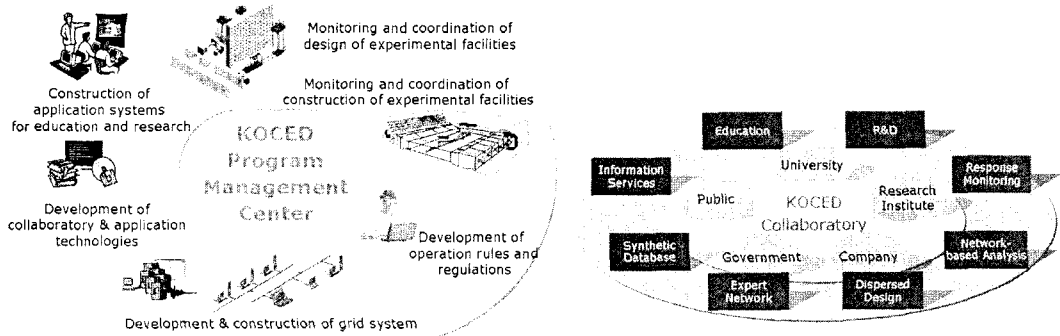 Monitoring and coordination of
design of experimental facilities
Construction of
application systems
for education and research
Monitoring and coordination of
construction of experimental facilities
KOCED
Program
Management
Center
Development of
collaboratory & application
technologies
Development of
operation rules and
regulations
Development & construction of grid system
Education
R&D
Information
Services
University
Response
Monitoring
Public
KOCED
Collaboratory
Research
Institute
Synthetic
Database
Government
Company
Network-
based Analysis
Expert
Network
Dispersed
Design